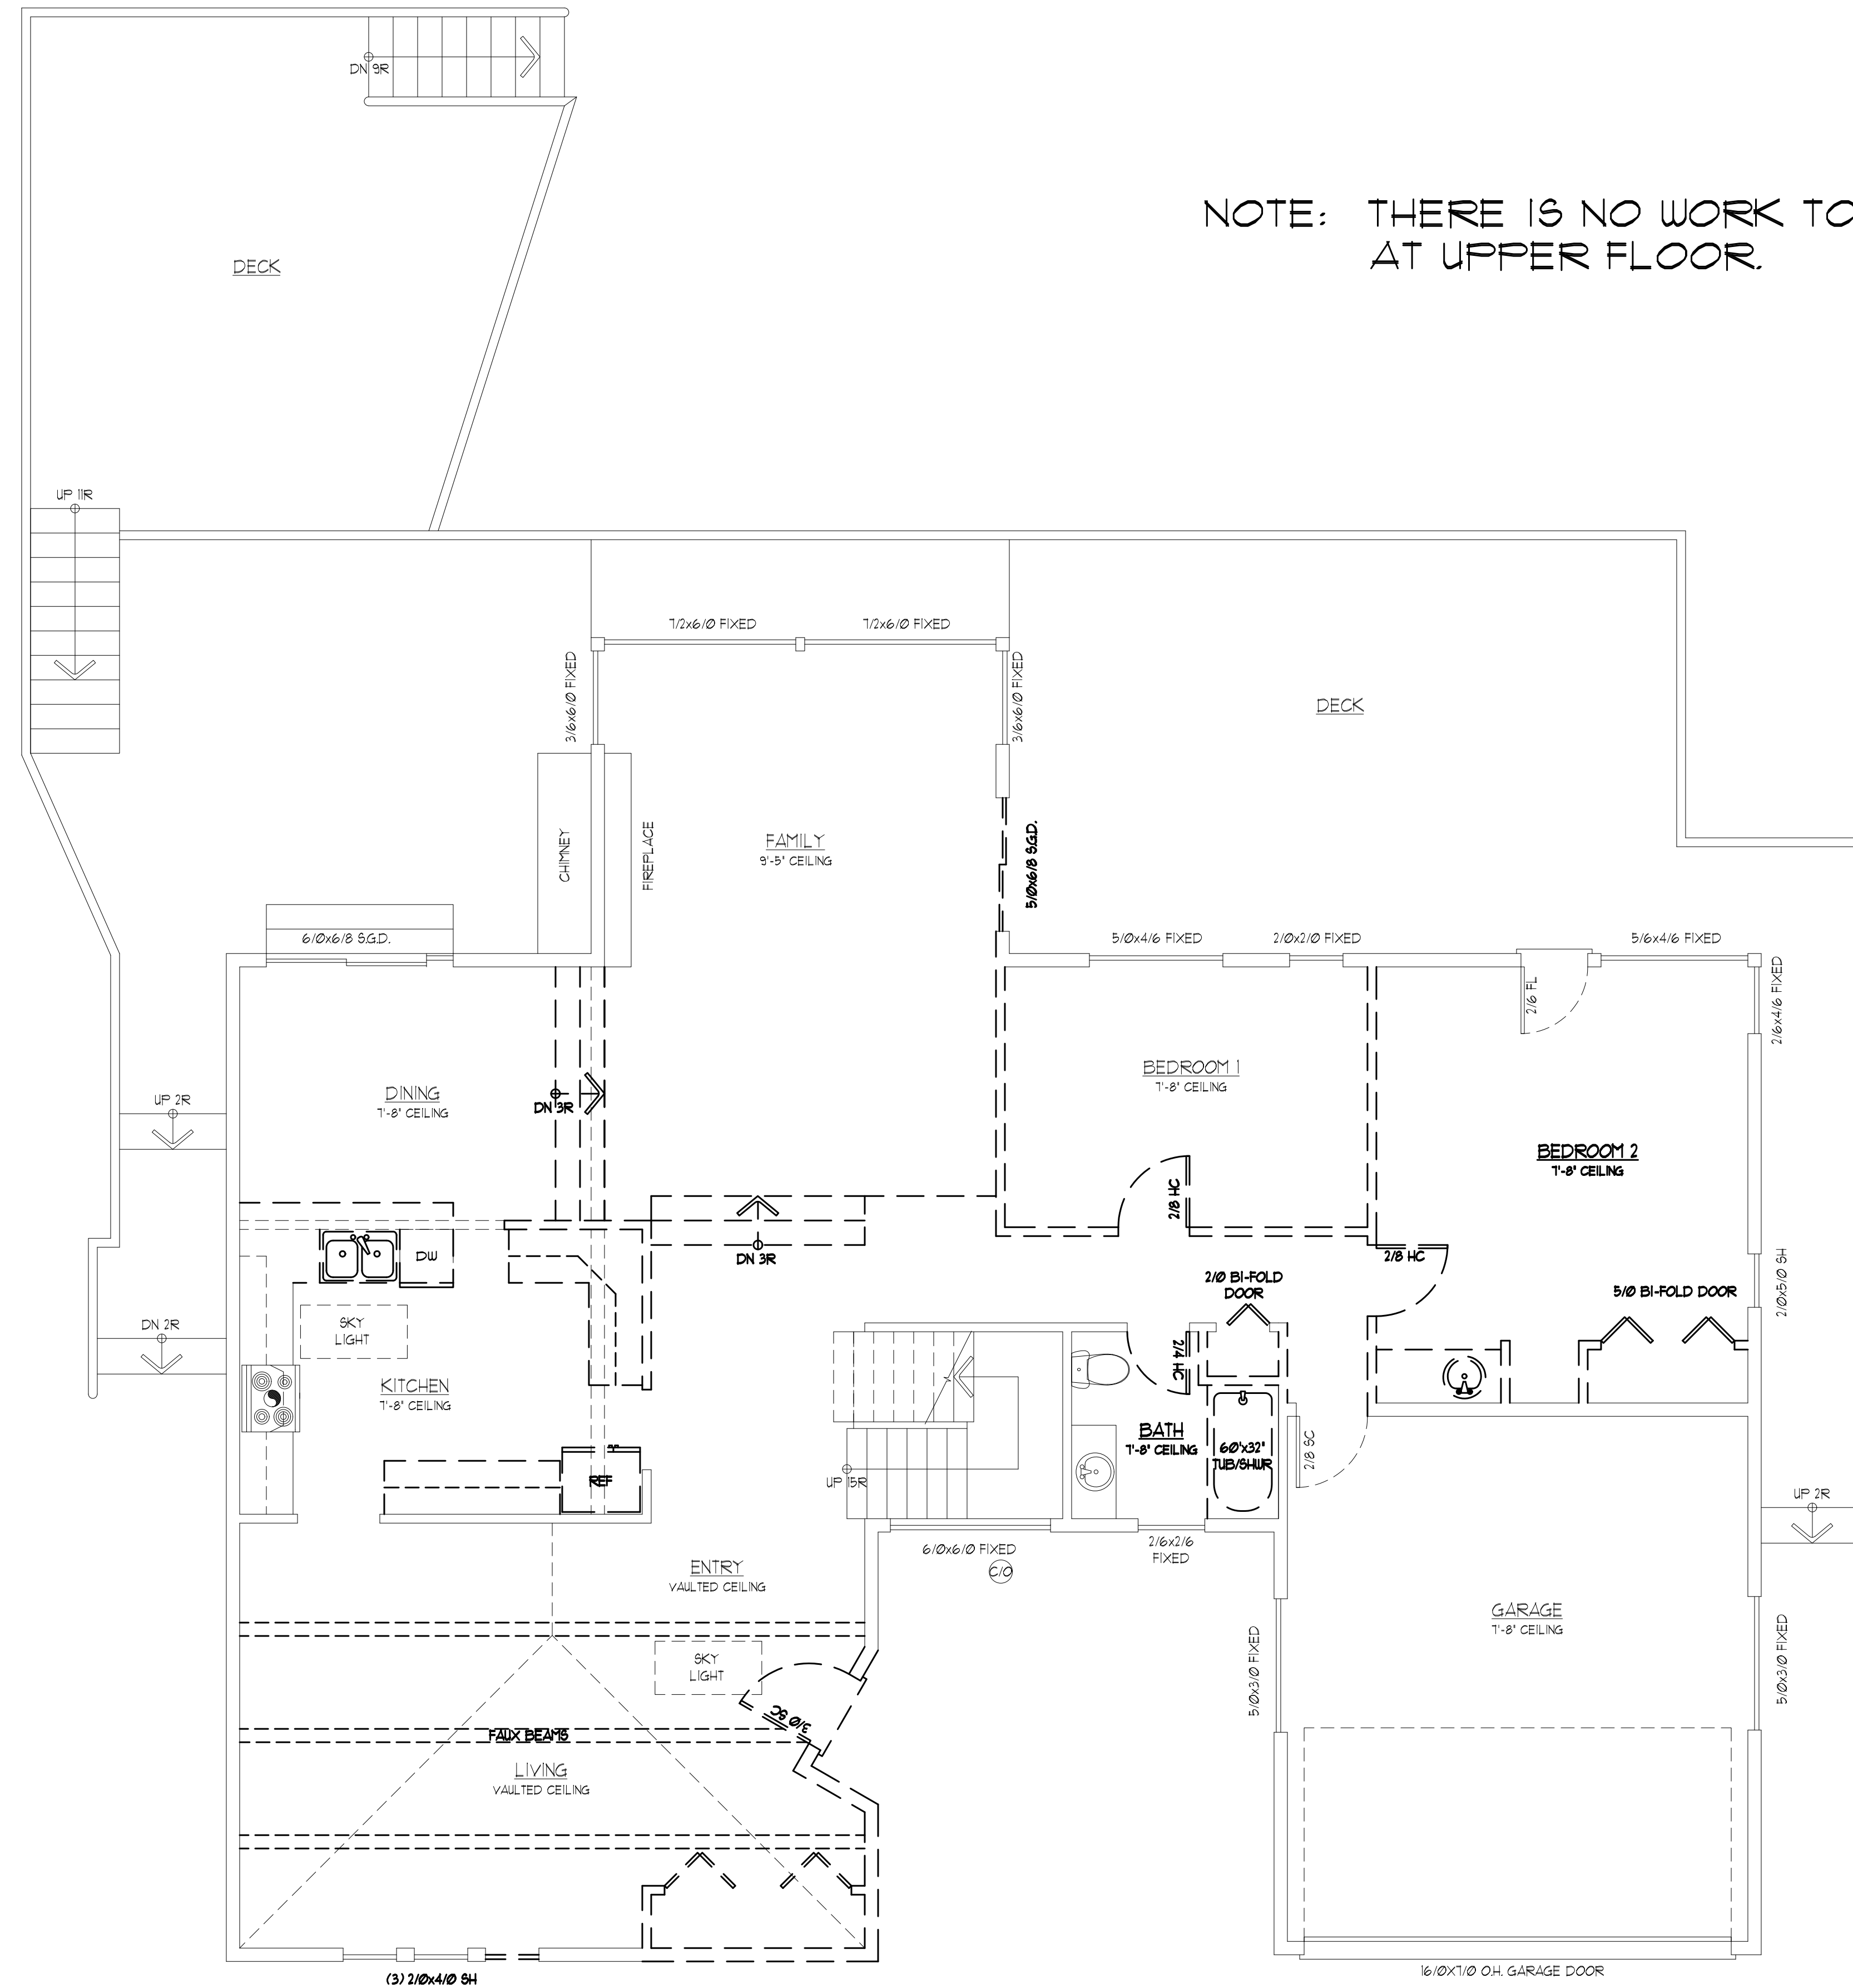 DN 9R
NOTE: THERE IS NO WORK TO
AT UPPER FLOOR.
DECK
UP 11R
7/2x6/0 FIXED
7/2x6/0 FIXED
3/6x6/0 FIXED
3/6x6/0 FIXED
DECK
CHIMNEY
FIREPLACE
FAMILY
9'-5" CEILING
5/0x6/8 S.G.D.
6/0x6/8 S.G.D.
5/0x4/6 FIXED
2/0x2/0 FIXED
5/6x4/6 FIXED
2/6 FL
2/6x4/6 FIXED
BEDROOM 1
7'-8" CEILING
DINING
7'-8" CEILING
DN 3R
UP 2R
BEDROOM 2
7'-8" CEILING
2/8 HC
DW
DN 3R
2/8 HC
2/0x5/0 SH
2/0 BI-FOLD
DOOR
5/0 BI-FOLD DOOR
SKY
LIGHT
DN 2R
2/4 HC
KITCHEN
7'-8" CEILING
BATH
7'-8" CEILING
60"x32"
TUB/SHWR
2/8 SC
REF
UP 15R
UP 2R
6/0x6/0 FIXED
C/O
2/6x2/6
FIXED
ENTRY
VAULTED CEILING
GARAGE
7'-8" CEILING
SKY
LIGHT
5/0x3/0 FIXED
5/0x3/0 FIXED
3/0 SC
FAUX BEAMS
LIVING
VAULTED CEILING
(3) 2/0x4/0 SH
16/0x7/0 O.H. GARAGE DOOR